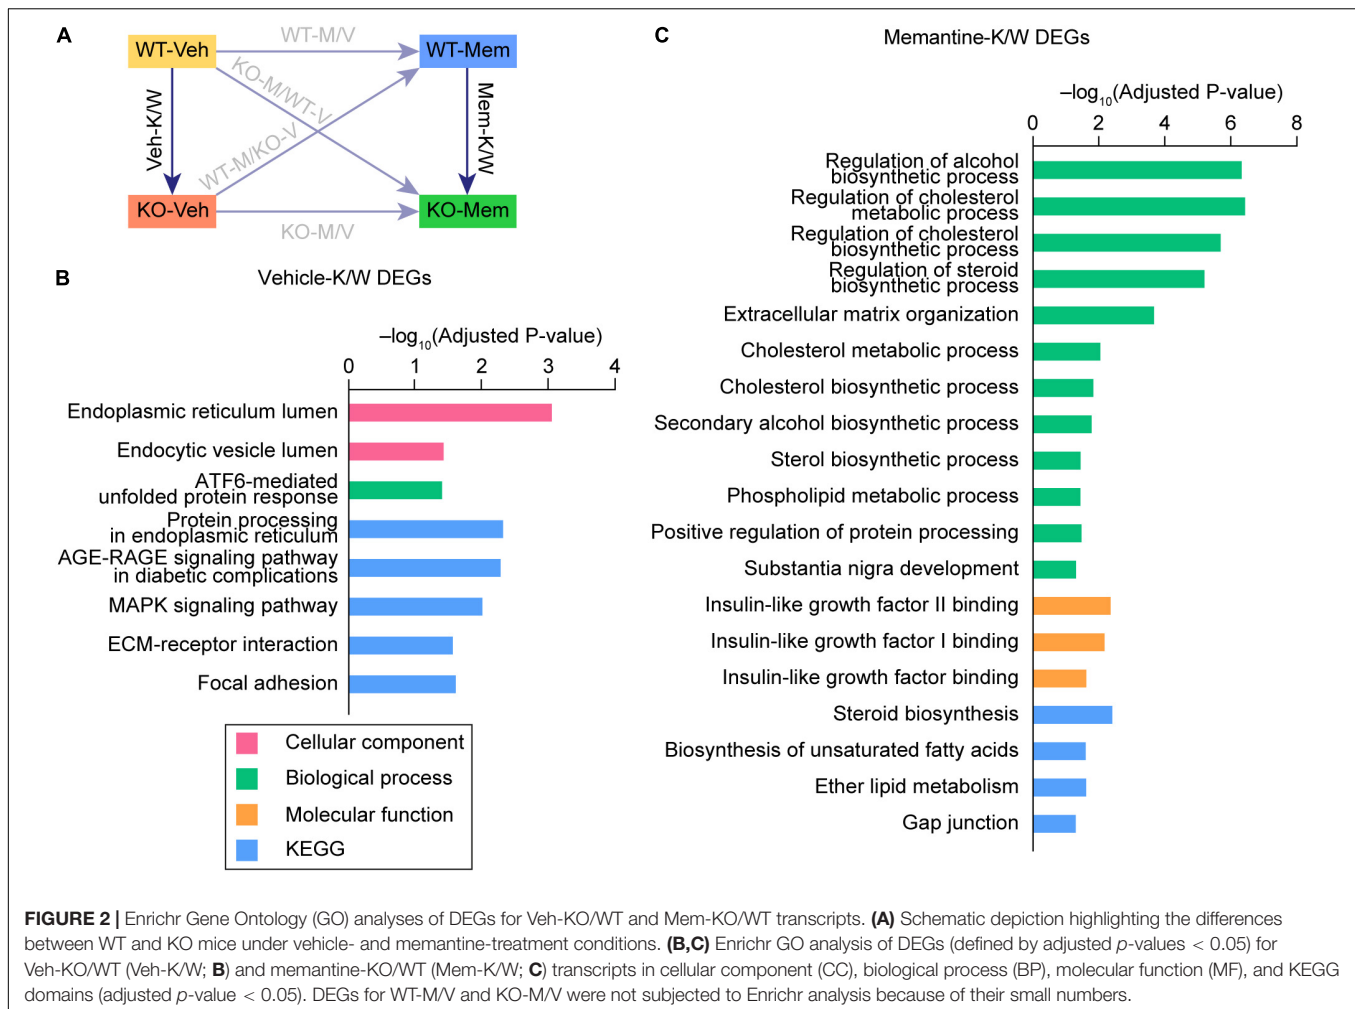 A
WT-Veh
WT-M/V
WT-Mem
KO-M/WT-V
Veh-K/W
Mem-K/W
WT-M/KO-V
KO-Veh
KO-M/V
KO-Mem
B
Vehicle-K/W DEGs
–log10(Adjusted P-value)
0 1 2 3 4
Endoplasmic reticulum lumen
Endocytic vesicle lumen
ATF6-mediated
unfolded protein response
Protein processing
in endoplasmic reticulum
AGE-RAGE signaling pathway
in diabetic complications
MAPK signaling pathway
ECM-receptor interaction
Focal adhesion
Cellular component
Biological process
Molecular function
KEGG
C
Memantine-K/W DEGs
–log10(Adjusted P-value)
0 2 4 6 8
Regulation of alcohol
biosynthetic process
Regulation of cholesterol
metabolic process
Regulation of cholesterol
biosynthetic process
Regulation of steroid
biosynthetic process
Extracellular matrix organization
Cholesterol metabolic process
Cholesterol biosynthetic process
Secondary alcohol biosynthetic process
Sterol biosynthetic process
Phospholipid metabolic process
Positive regulation of protein processing
Substantia nigra development
Insulin-like growth factor II binding
Insulin-like growth factor I binding
Insulin-like growth factor binding
Steroid biosynthesis
Biosynthesis of unsaturated fatty acids
Ether lipid metabolism
Gap junction
FIGURE 2 | Enrichr Gene Ontology (GO) analyses of DEGs for Veh-KO/WT and Mem-KO/WT transcripts. (A) Schematic depiction highlighting the differences
between WT and KO mice under vehicle- and memantine-treatment conditions. (B,C) Enrichr GO analysis of DEGs (defined by adjusted p-values < 0.05) for
Veh-KO/WT (Veh-K/W; B) and memantine-KO/WT (Mem-K/W; C) transcripts in cellular component (CC), biological process (BP), molecular function (MF), and KEGG
domains (adjusted p-value < 0.05). DEGs for WT-M/V and KO-M/V were not subjected to Enrichr analysis because of their small numbers.